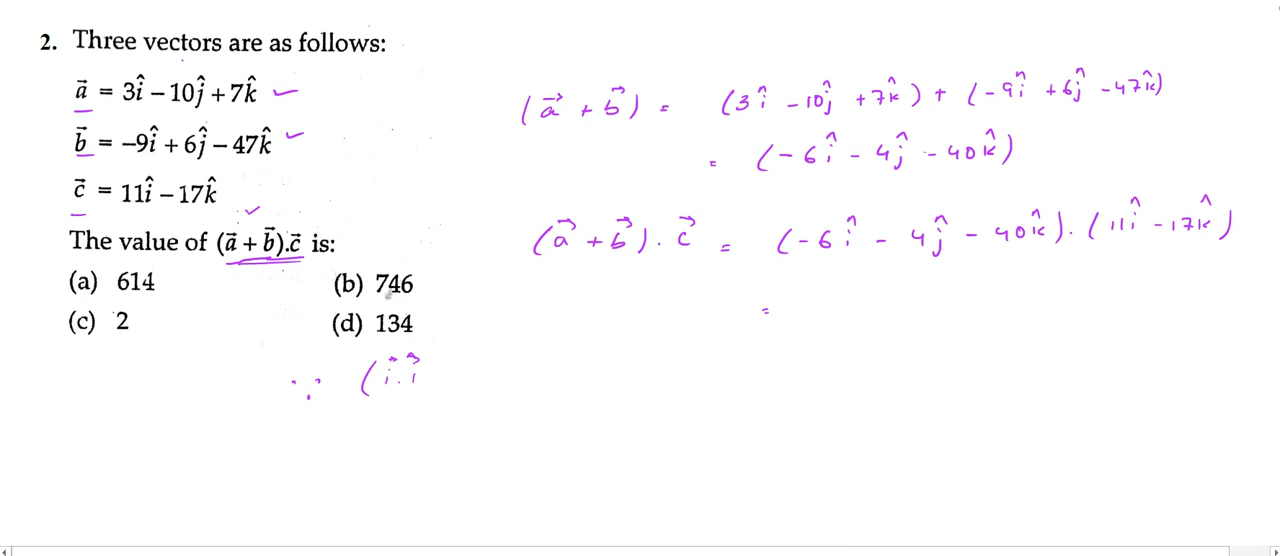 2. Three vectors are as follows:
a⃗ = 3î − 10ĵ + 7k̂
b⃗ = −9î + 6ĵ − 47k̂
c⃗ = 11î − 17k̂
The value of (a⃗ + b⃗).c⃗ is:
(a) 614 (b) 746
(c) 2 (d) 134
∵ (î.î
(a⃗ + b⃗) = (3î − 10ĵ + 7k̂) + (−9î + 6ĵ − 47k̂)
= (−6î − 4ĵ − 40k̂)
(a⃗ + b⃗).c⃗ = (−6î − 4ĵ − 40k̂).(11î − 17k̂)
=